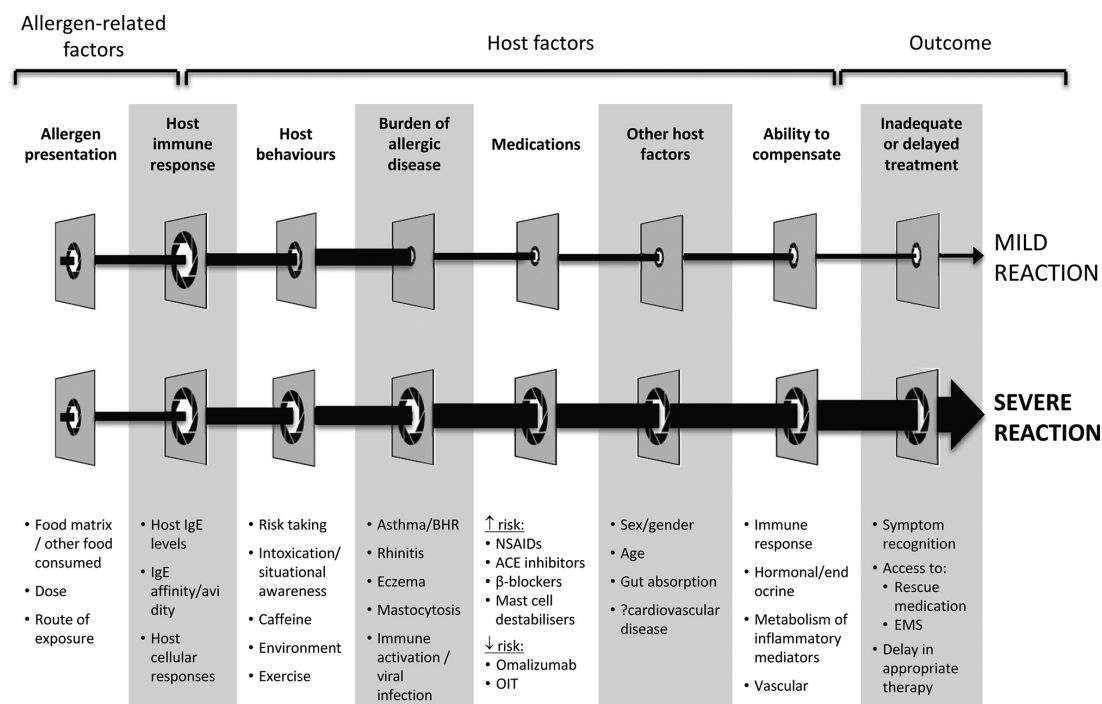 Allergen-related
factors
Host factors
Outcome
Allergen
presentation
Host
immune
response
Host
behaviours
Burden of
allergic
disease
Medications
Other host
factors
Ability to
compensate
Inadequate
or delayed
treatment
MILD
REACTION
SEVERE
REACTION
• Food matrix
/ other food
consumed
• Dose
• Route of
exposure
• Host IgE
levels
• IgE
affinity/avi
dity
• Host
cellular
responses
• Risk taking
• Intoxication/
situational
awareness
• Caffeine
• Environment
• Exercise
• Asthma/BHR
• Rhinitis
• Eczema
• Mastocytosis
• Immune
activation /
viral
infection
↑ risk:
• NSAIDs
• ACE inhibitors
• β-blockers
• Mast cell
destabilisers
↓ risk:
• Omalizumab
• OIT
• Sex/gender
• Age
• Gut absorption
• ?cardiovascular
disease
• Immune
response
• Hormonal/end
ocrine
• Metabolism of
inflammatory
mediators
• Vascular
• Symptom
recognition
• Access to:
• Rescue
medication
• EMS
• Delay in
appropriate
therapy